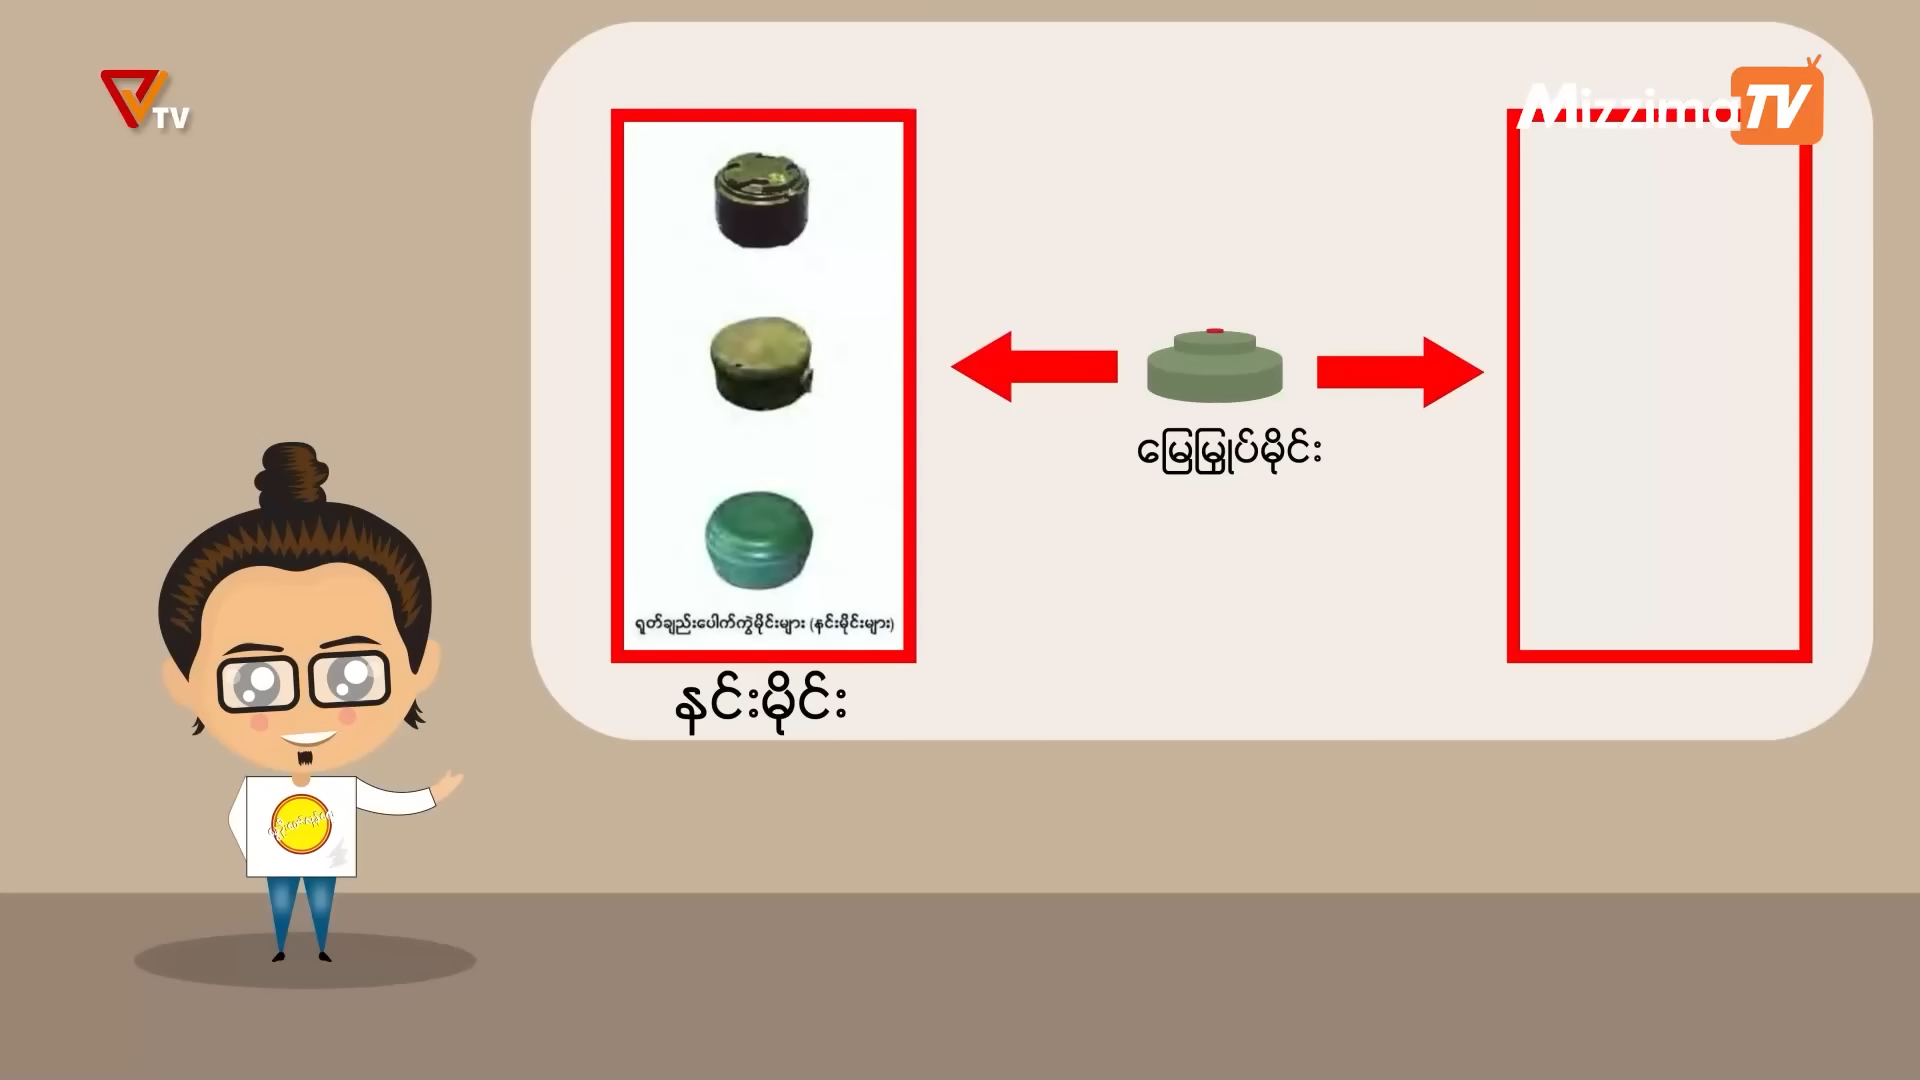 TV
MizzimaTV
မြေမြှုပ်မိုင်း
ရုတ်ချည်းပေါက်ကွဲမိုင်းများ (နင်းမိုင်းများ)
နင်းမိုင်း